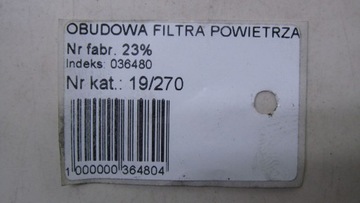 OBUDOWA FILTRA POWIETRZA
Nr fabr. 23%
Indeks: 036480
Nr kat.: 19/270
1 000000 364804